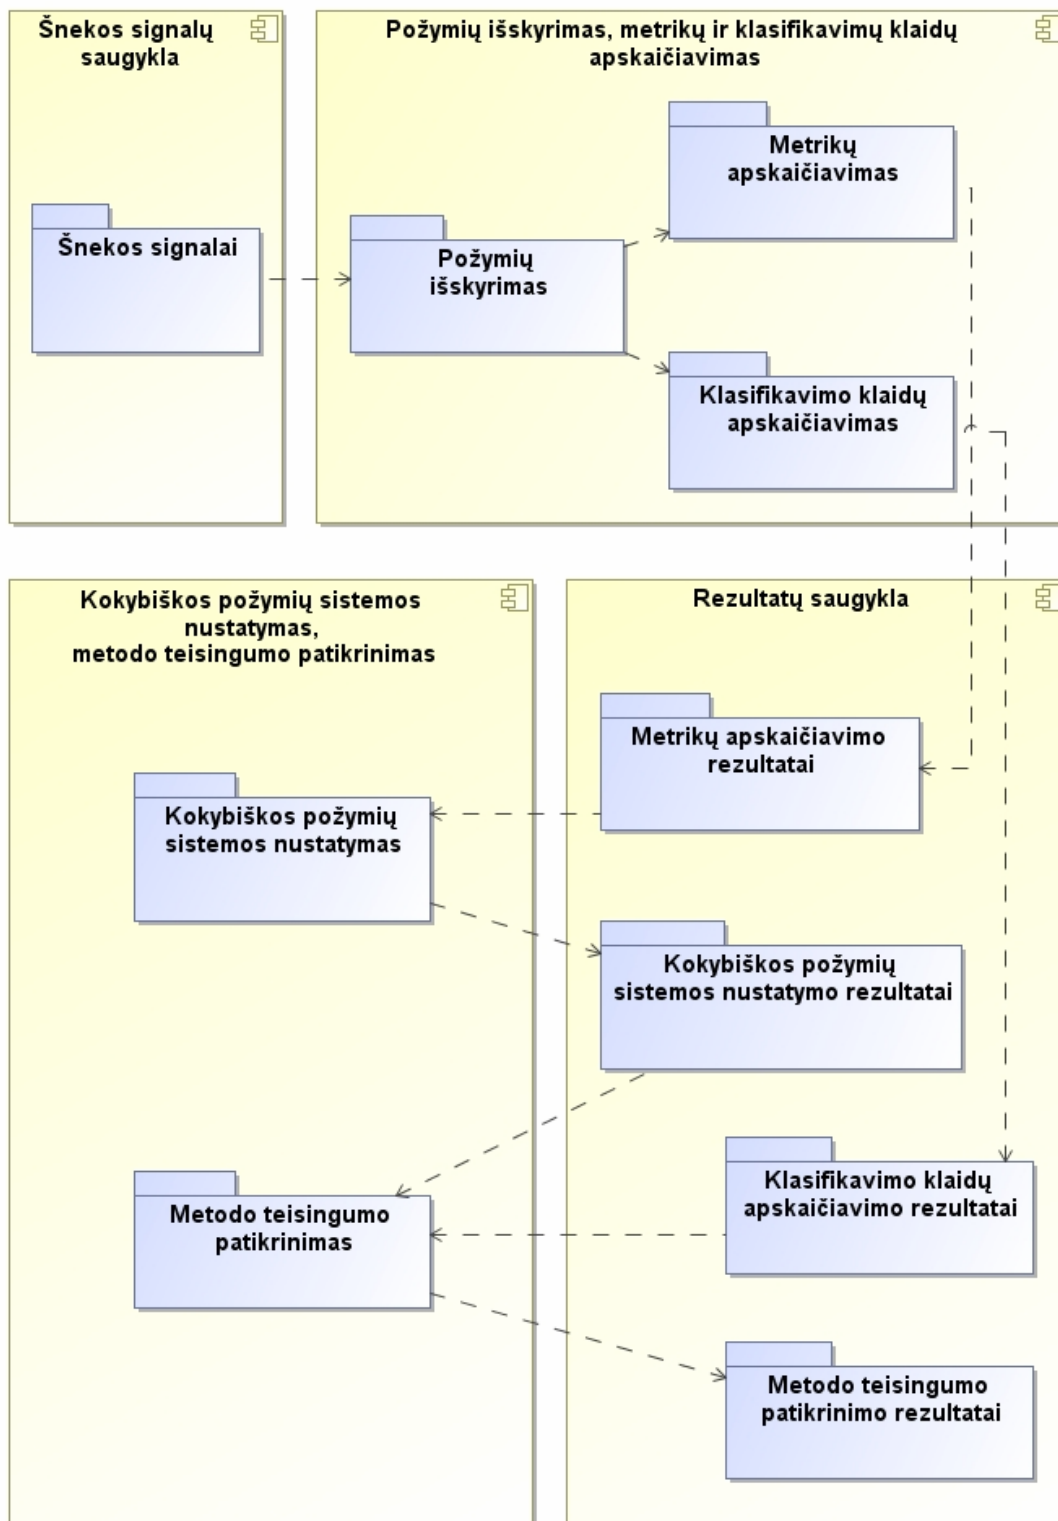 Šnekos signalų
saugykla
Šnekos signalai
Požymių išskyrimas, metrikų ir klasifikavimų klaidų
apskaičiavimas
Požymių
išskyrimas
Metrikų
apskaičiavimas
Klasifikavimo klaidų
apskaičiavimas
Kokybiškos požymių sistemos
nustatymas,
metodo teisingumo patikrinimas
Kokybiškos požymių
sistemos nustatymas
Metodo teisingumo
patikrinimas
Rezultatų saugykla
Metrikų apskaičiavimo
rezultatai
Kokybiškos požymių
sistemos nustatymo rezultatai
Klasifikavimo klaidų
apskaičiavimo rezultatai
Metodo teisingumo
patikrinimo rezultatai